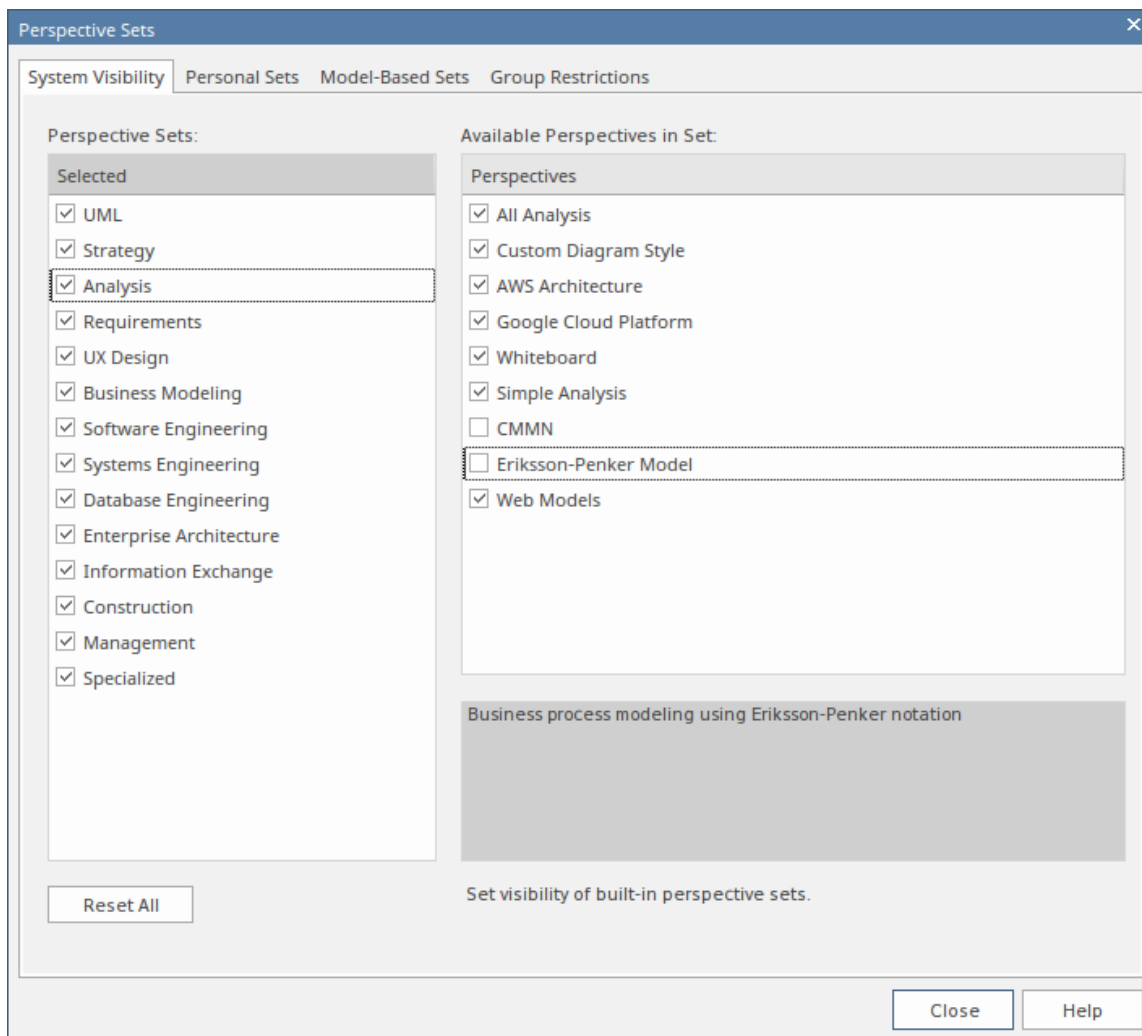 Perspective Sets
System Visibility Personal Sets Model-Based Sets Group Restrictions
Perspective Sets:
Selected
UML
Strategy
Analysis
Requirements
UX Design
Business Modeling
Software Engineering
Systems Engineering
Database Engineering
Enterprise Architecture
Information Exchange
Construction
Management
Specialized
Reset All
Available Perspectives in Set:
Perspectives
All Analysis
Custom Diagram Style
AWS Architecture
Google Cloud Platform
Whiteboard
Simple Analysis
CMMN
Eriksson-Penker Model
Web Models
Business process modeling using Eriksson-Penker notation
Set visibility of built-in perspective sets.
Close Help